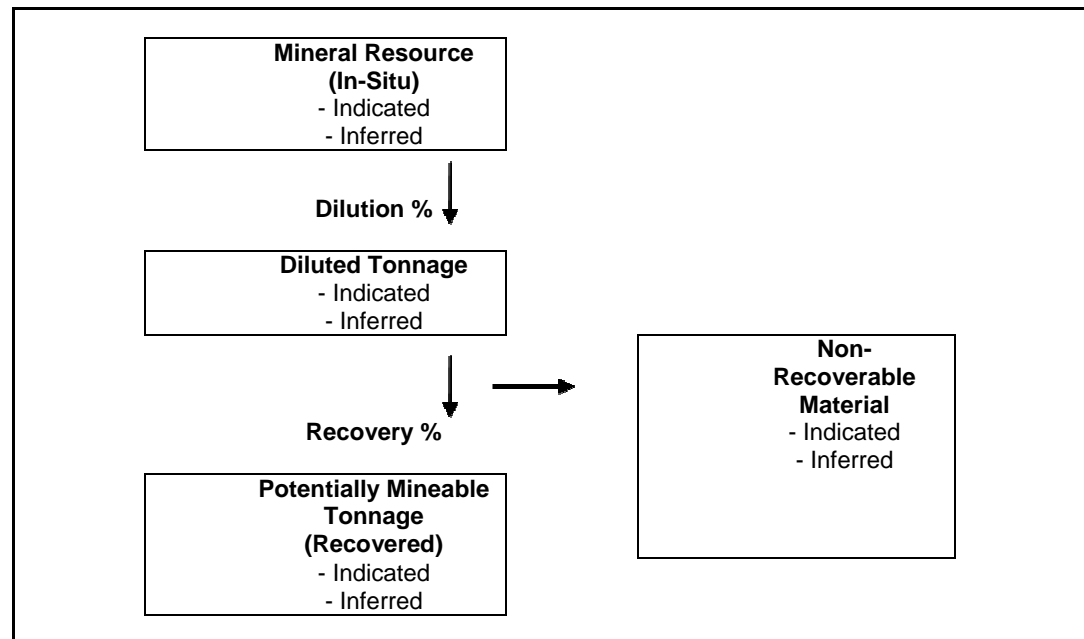 Mineral Resource
(In-Situ)
- Indicated
- Inferred
Dilution %
Diluted Tonnage
- Indicated
- Inferred
Recovery %
Non-
Recoverable
Material
- Indicated
- Inferred
Potentially Mineable
Tonnage
(Recovered)
- Indicated
- Inferred